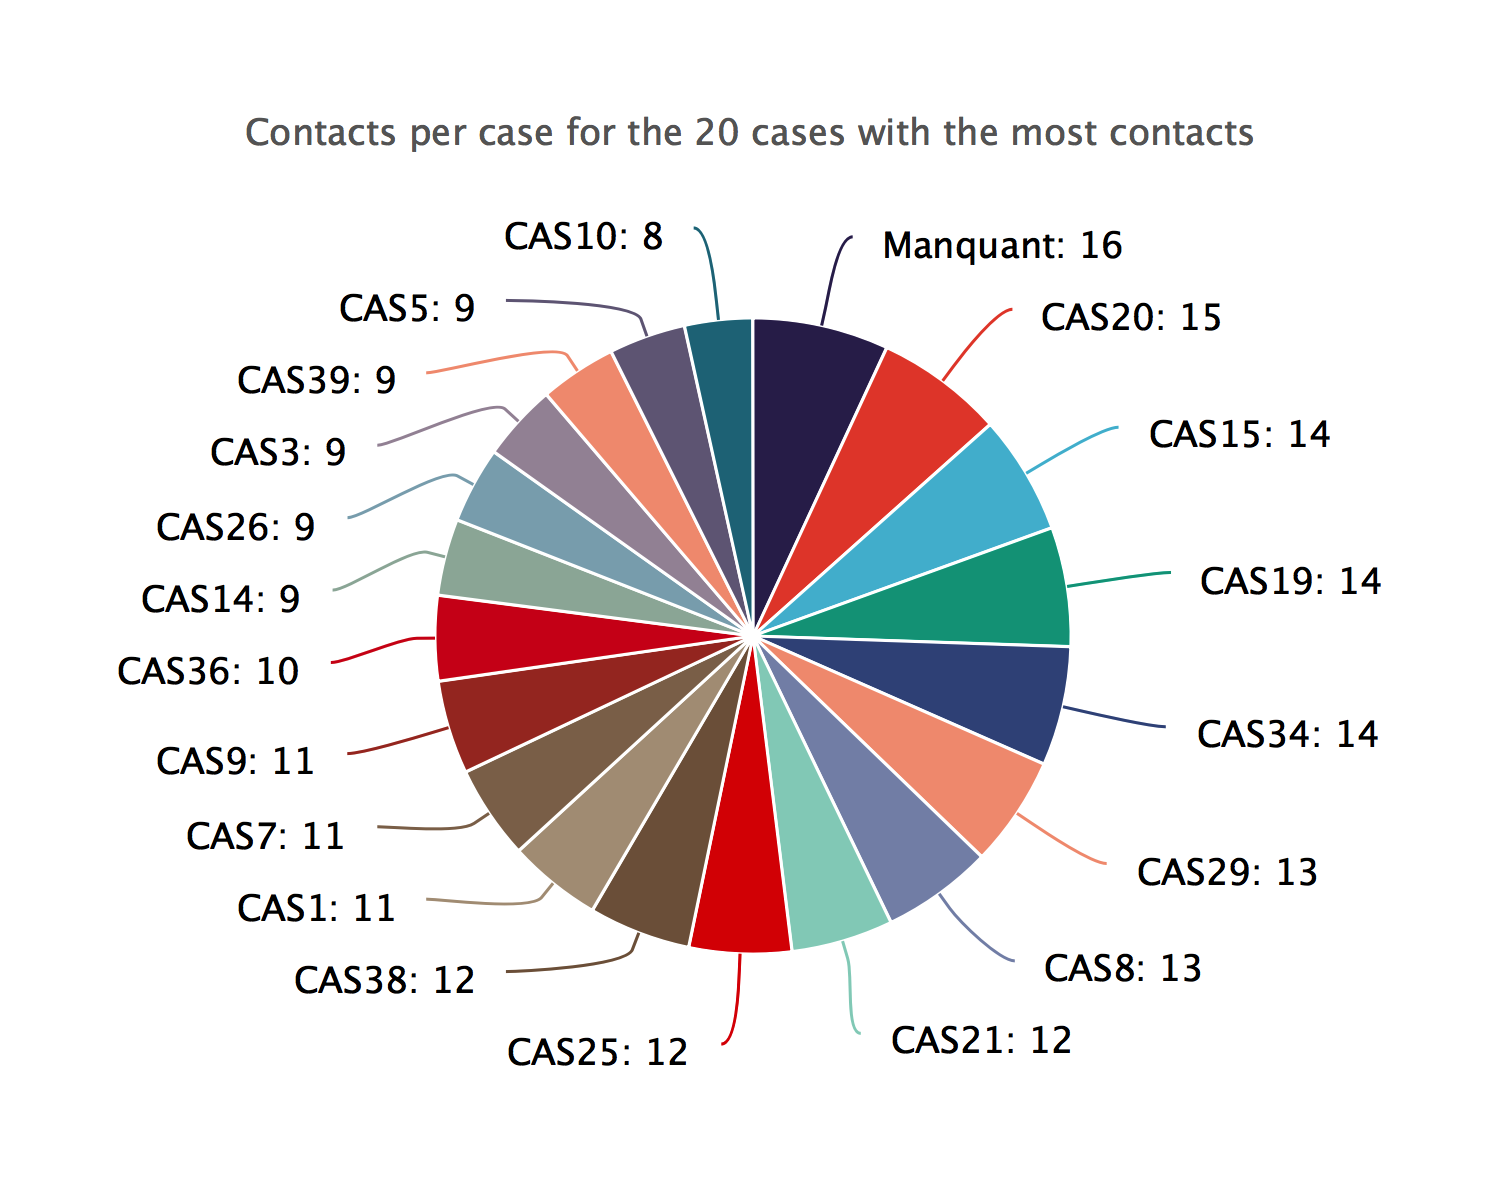 Contacts per case for the 20 cases with the most contacts
Manquant: 16
CAS20: 15
CAS15: 14
CAS19: 14
CAS34: 14
CAS29: 13
CAS8: 13
CAS21: 12
CAS25: 12
CAS38: 12
CAS1: 11
CAS7: 11
CAS9: 11
CAS36: 10
CAS14: 9
CAS26: 9
CAS3: 9
CAS39: 9
CAS5: 9
CAS10: 8